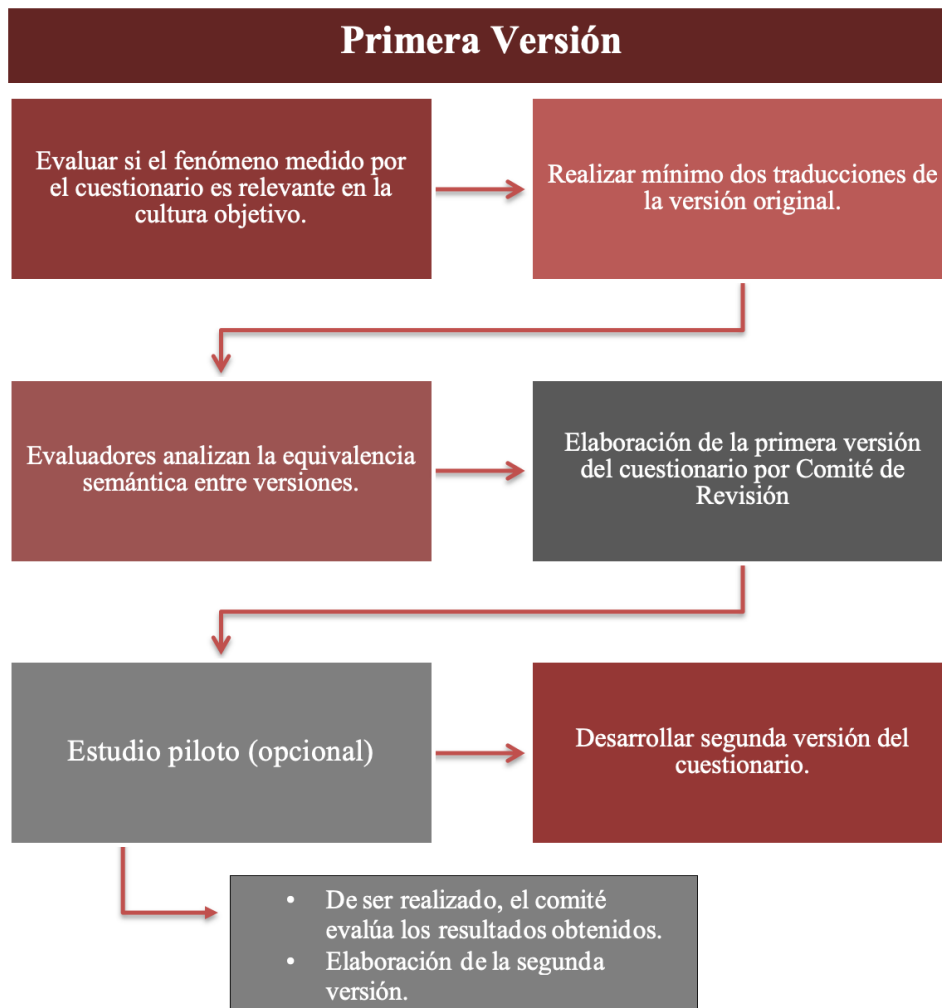 Primera Versión
Evaluar si el fenómeno medido por
el cuestionario es relevante en la
cultura objetivo.
Realizar mínimo dos traducciones de
la versión original.
Evaluadores analizan la equivalencia
semántica entre versiones.
Elaboración de la primera versión
del cuestionario por Comité de
Revisión
Estudio piloto (opcional)
Desarrollar segunda versión del
cuestionario.
• De ser realizado, el comité
evalúa los resultados obtenidos.
• Elaboración de la segunda
versión.